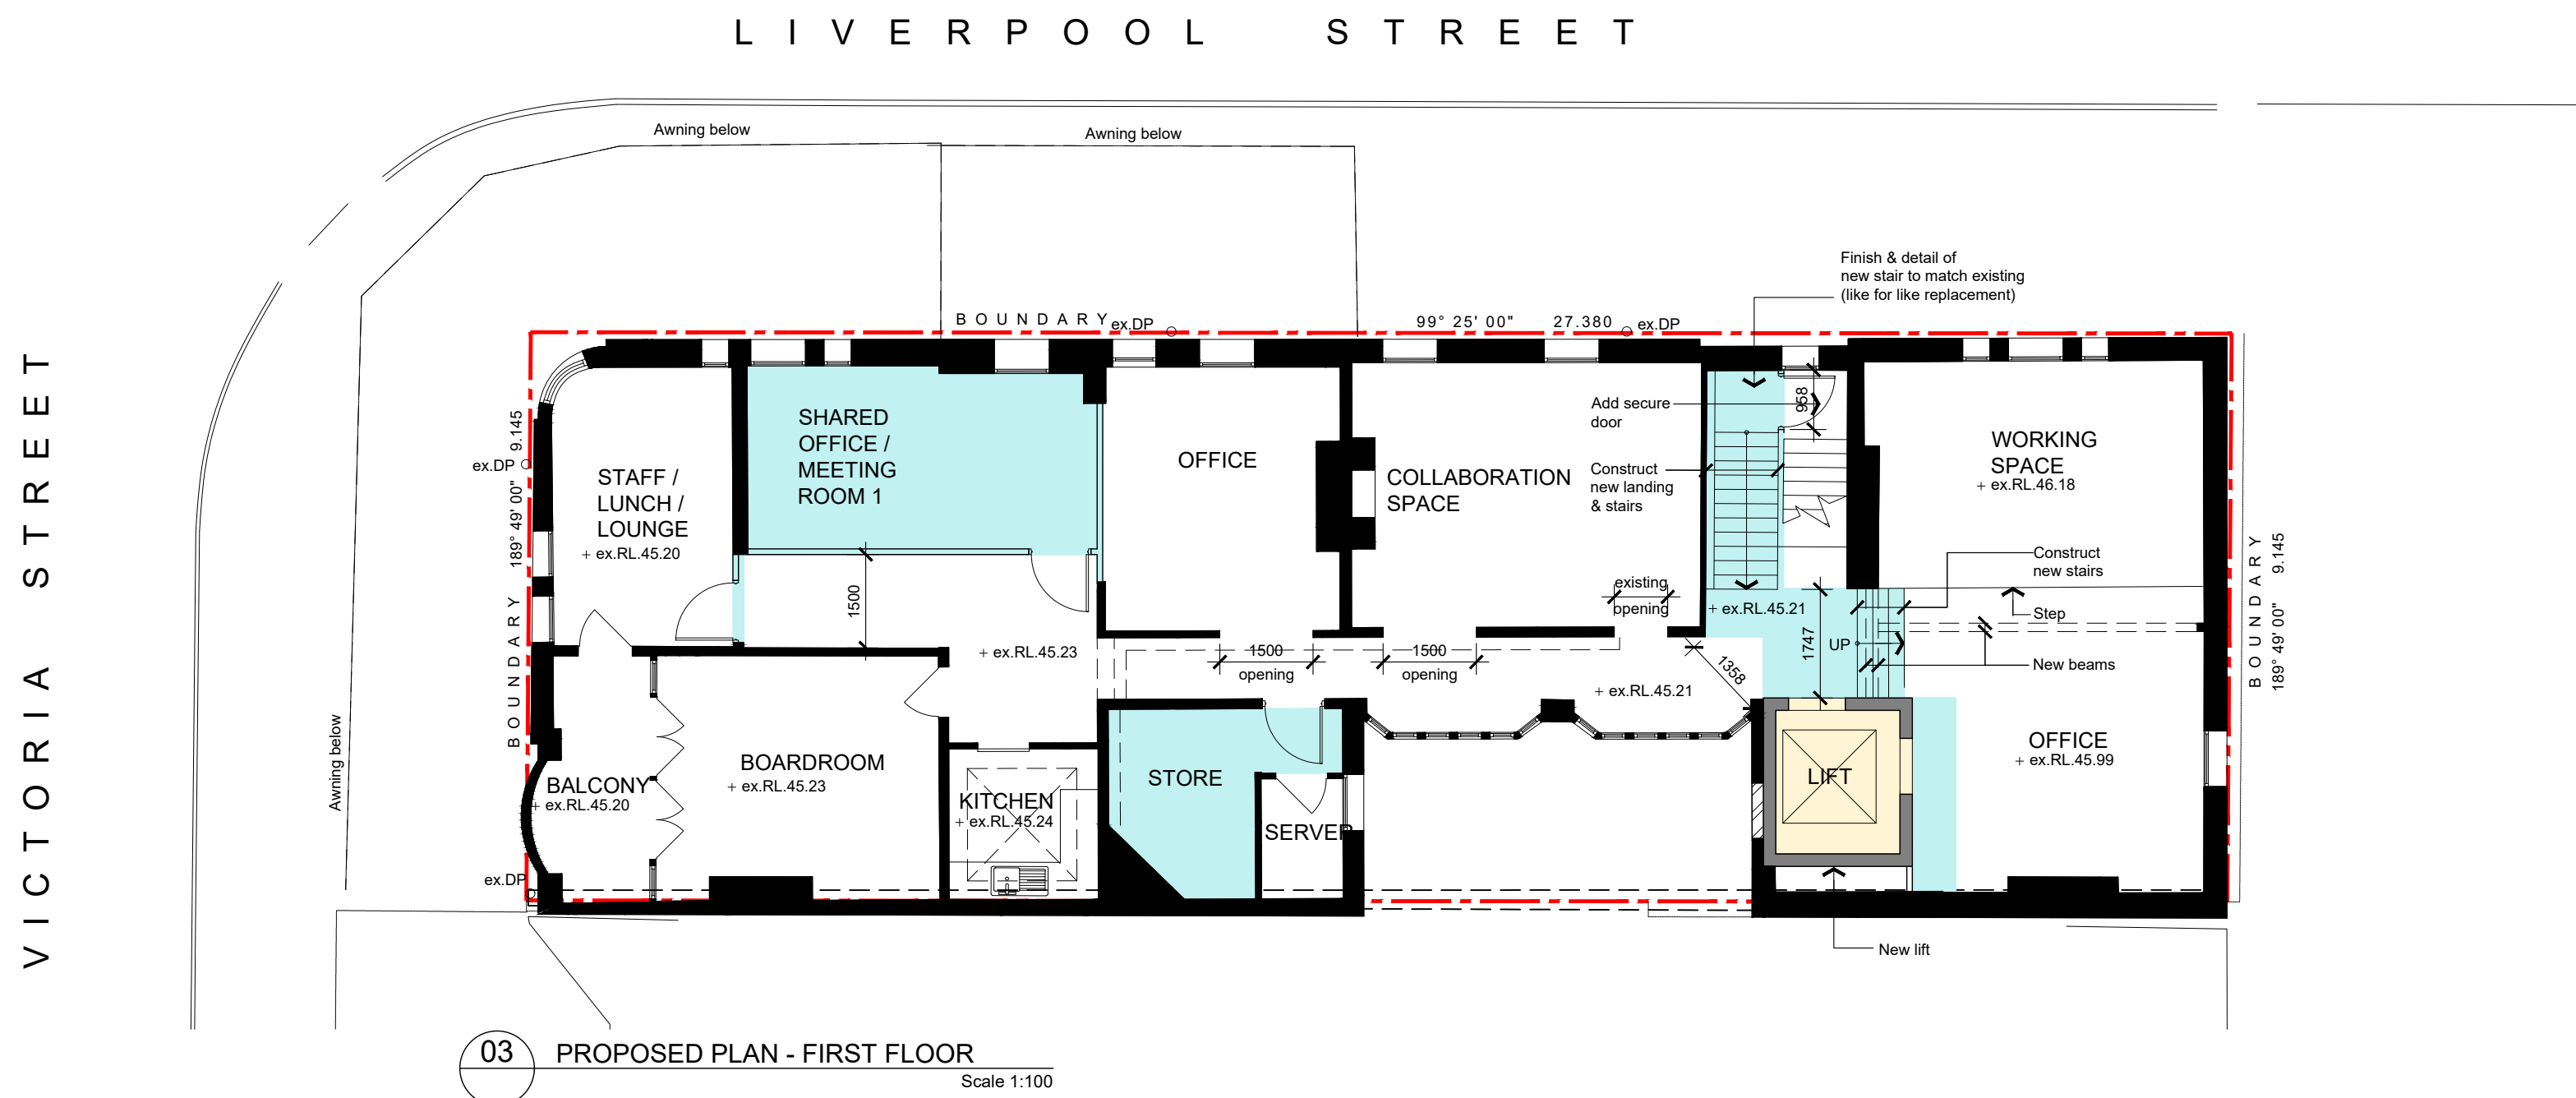 LIVERPOOL STREET
VICTORIA STREET
Awning below
Awning below
Awning below
Finish & detail of
new stair to match existing
(like for like replacement)
BOUNDARY
ex.DP
99° 25' 00" 27.380
ex.DP
BOUNDARY 189° 49' 00" 9.145
ex.DP
STAFF /
LUNCH /
LOUNGE
+ ex.RL.45.20
SHARED
OFFICE /
MEETING
ROOM 1
OFFICE
COLLABORATION
SPACE
Add secure
door
958
Construct
new landing
& stairs
WORKING
SPACE
+ ex.RL.46.18
Construct
new stairs
existing
opening
+ ex.RL.45.21
Step
1500
+ ex.RL.45.23
1500
opening
1500
opening
1358
+ ex.RL.45.21
1747
UP
New beams
BOUNDARY
189° 49' 00" 9.145
BALCONY
+ ex.RL.45.20
BOARDROOM
+ ex.RL.45.23
KITCHEN
+ ex.RL.45.24
STORE
SERVER
LIFT
OFFICE
+ ex.RL.45.99
ex.DP
New lift
03
PROPOSED PLAN - FIRST FLOOR
Scale 1:100